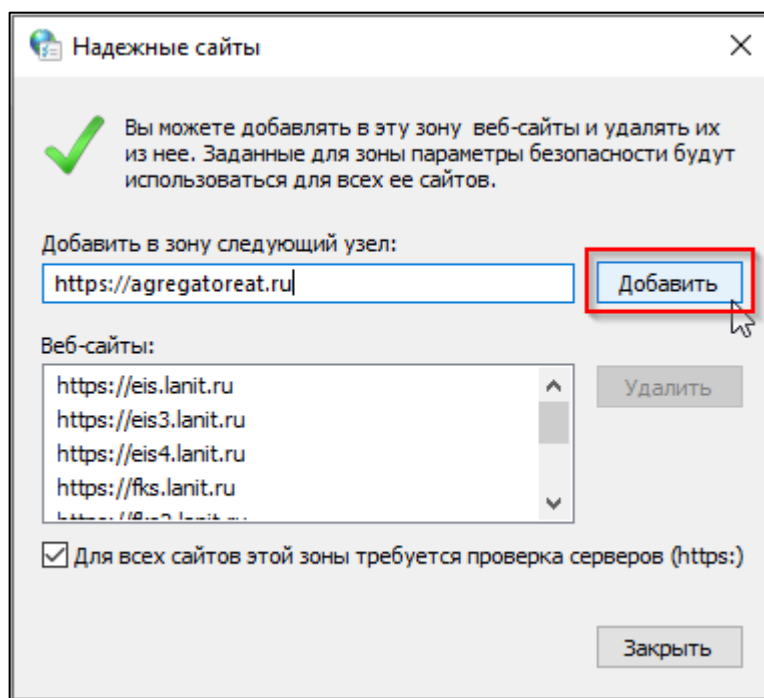 Надежные сайты
Вы можете добавлять в эту зону веб-сайты и удалять их
из нее. Заданные для зоны параметры безопасности будут
использоваться для всех ее сайтов.
Добавить в зону следующий узел:
https://agregatoreat.ru
Добавить
Веб-сайты:
https://eis.lanit.ru
https://eis3.lanit.ru
https://eis4.lanit.ru
https://fks.lanit.ru
Удалить
Для всех сайтов этой зоны требуется проверка серверов (https:)
Закрыть